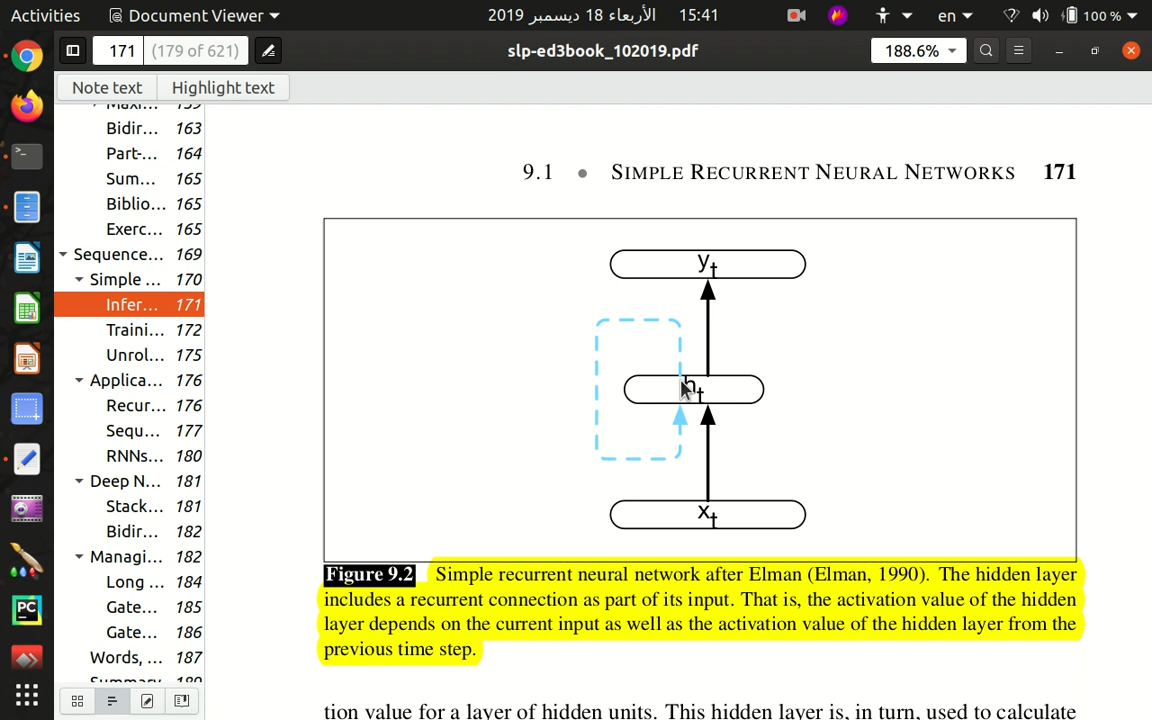 Activities
Document Viewer
الأربعاء 18 ديسمبر 2019
15:41
en
100 %
171
(179 of 621)
slp-ed3book_102019.pdf
188.6%
Note text
Highlight text
Maxi... 159
Bidir... 163
Part-... 164
Sum... 165
Biblio... 165
Exerc... 165
Sequence... 169
Simple ... 170
Infer... 171
Traini... 172
Unrol... 175
Applica... 176
Recur... 176
Sequ... 177
RNNs... 180
Deep N... 181
Stack... 181
Bidir... 182
Managi... 182
Long ... 184
Gate... 185
Gate... 186
Words, ... 187
Summary 189
PC
9.1 • SIMPLE RECURRENT NEURAL NETWORKS 171
yt
ht
xt
Figure 9.2 Simple recurrent neural network after Elman (Elman, 1990). The hidden layer
includes a recurrent connection as part of its input. That is, the activation value of the hidden
layer depends on the current input as well as the activation value of the hidden layer from the
previous time step.
tion value for a layer of hidden units. This hidden layer is, in turn, used to calculate